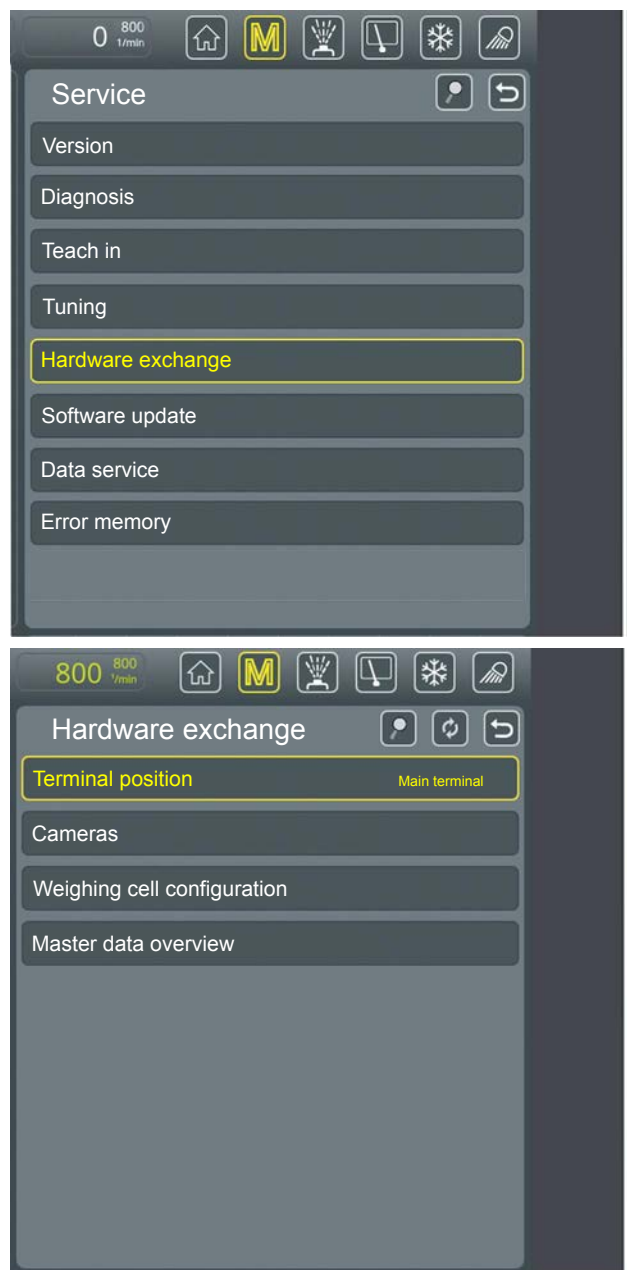 0 800 1/min M
Service
Version
Diagnosis
Teach in
Tuning
Hardware exchange
Software update
Data service
Error memory
800 800 1/min M
Hardware exchange
Terminal position Main terminal
Cameras
Weighing cell configuration
Master data overview